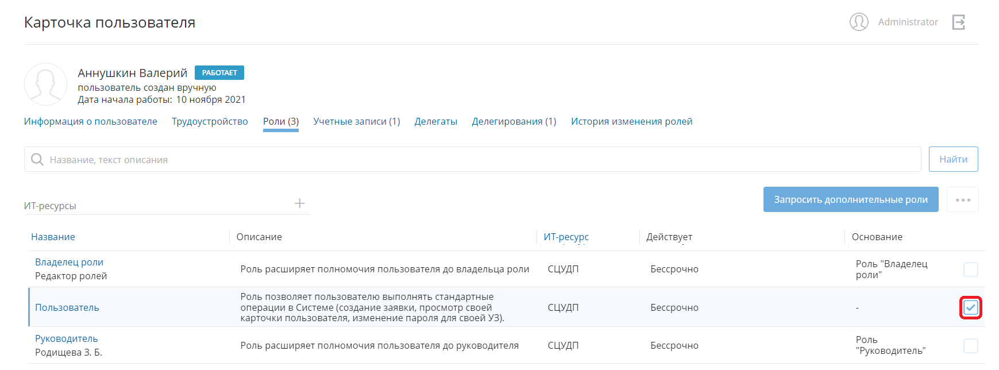 Карточка пользователя
Administrator
Аннушкин Валерий РАБОТАЕТ
пользователь создан вручную
Дата начала работы: 10 ноября 2021
Информация о пользователе Трудоустройство Роли (3) Учетные записи (1) Делегаты Делегирования (1) История изменения ролей
Название, текст описания Найти
ИТ-ресурсы + Запросить дополнительные роли
Название Описание ИТ-ресурс Действует Основание
Владелец роли
Редактор ролей
Роль расширяет полномочия пользователя до владельца роли СЦУДП Бессрочно
Роль "Владелец
роли"
Пользователь
Роль позволяет пользователю выполнять стандартные
операции в Системе (создание заявки, просмотр своей
карточки пользователя, изменение пароля для своей УЗ).
СЦУДП Бессрочно -
Руководитель
Родищева З. Б.
Роль расширяет полномочия пользователя до руководителя СЦУДП Бессрочно
Роль
"Руководитель"